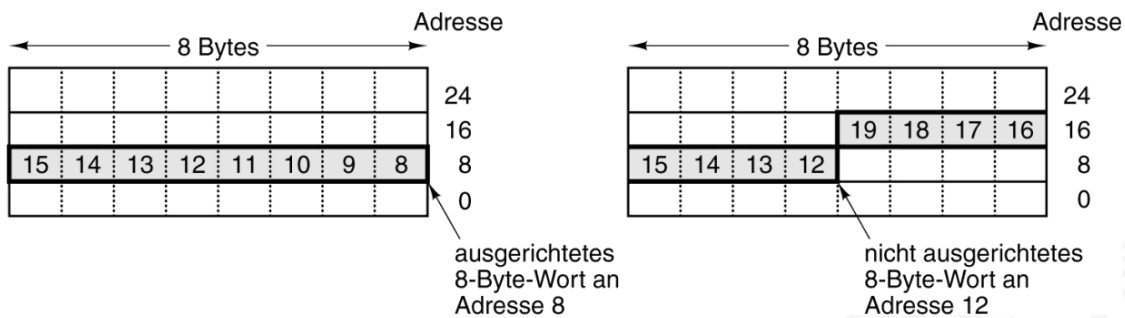 Adresse
8 Bytes
24
16
15 14 13 12 11 10 9 8 8
0
ausgerichtetes
8-Byte-Wort an
Adresse 8
Adresse
8 Bytes
24
19 18 17 16 16
15 14 13 12 8
0
nicht ausgerichtetes
8-Byte-Wort an
Adresse 12